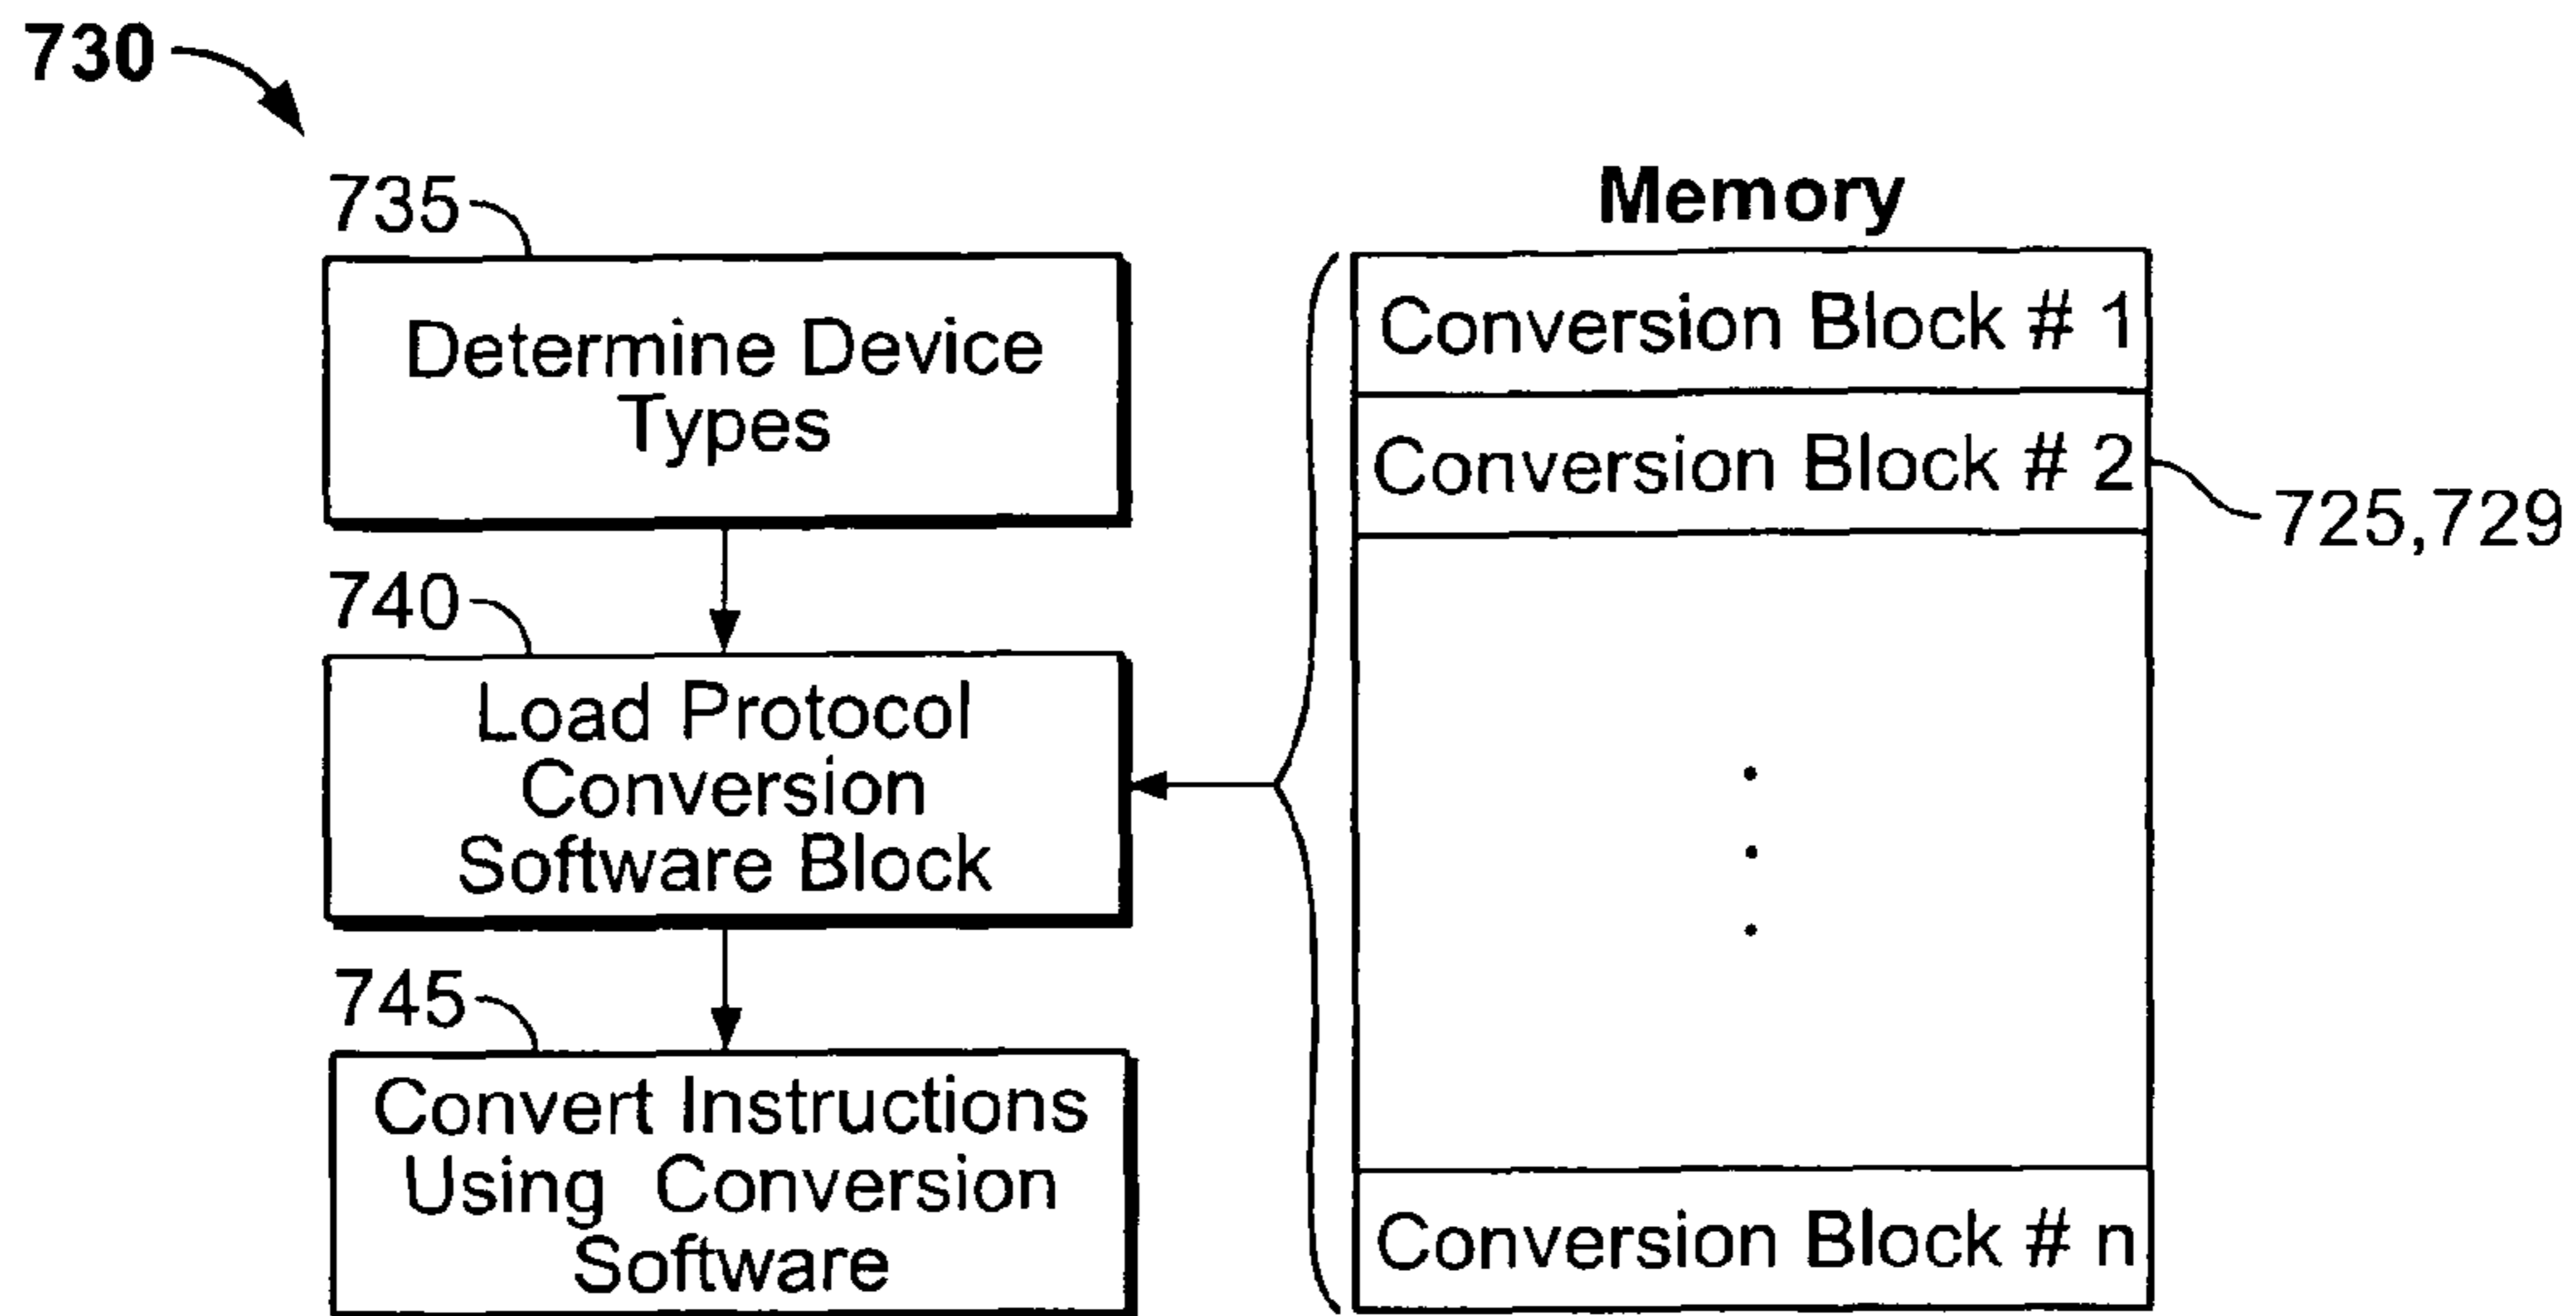 730
735
Determine Device
Types
740
Load Protocol
Conversion
Software Block
745
Convert Instructions
Using Conversion
Software
Memory
Conversion Block # 1
Conversion Block # 2
725,729
Conversion Block # n